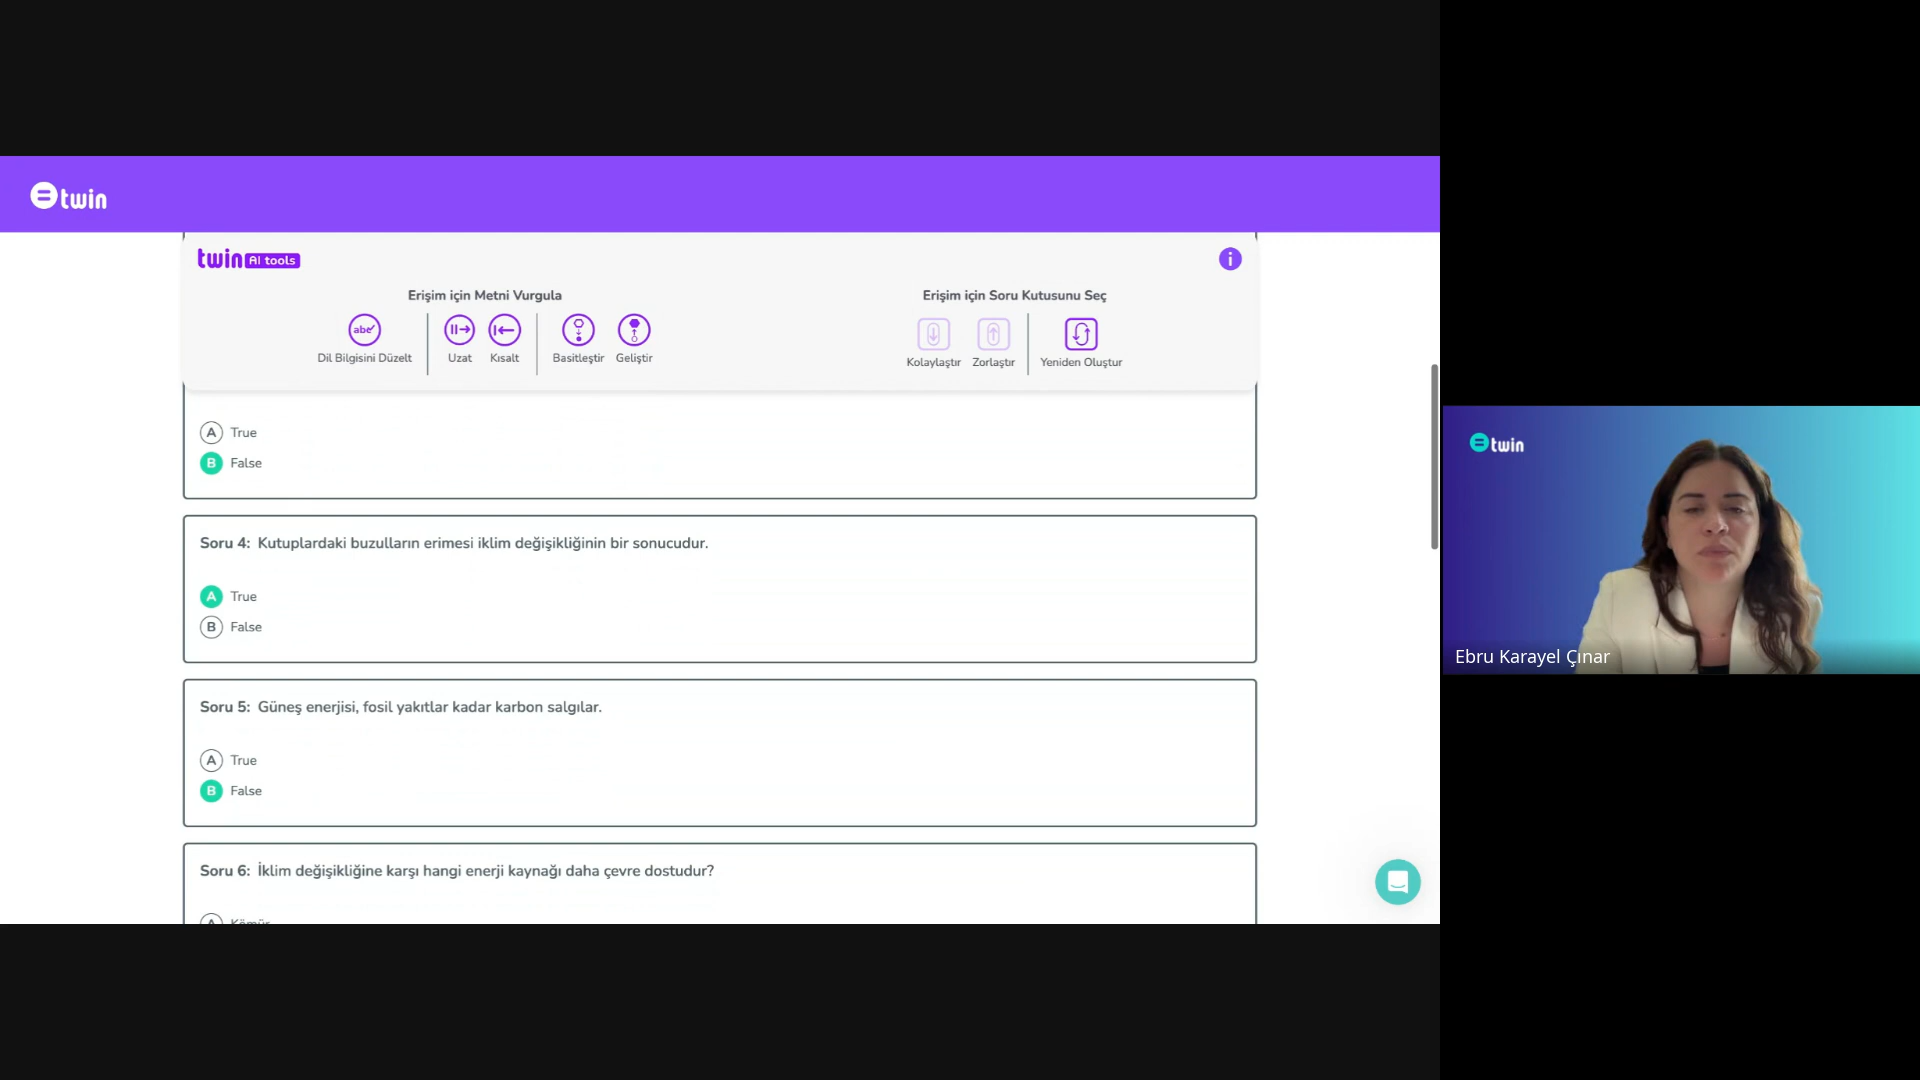 twin
twin AI tools
i
Erişim için Metni Vurgula
Erişim için Soru Kutusunu Seç
abc
Dil Bilgisini Düzelt
Uzat
Kısalt
Basitleştir
Geliştir
Kolaylaştır
Zorlaştır
Yeniden Oluştur
A True
B False
Soru 4: Kutuplardaki buzulların erimesi iklim değişikliğinin bir sonucudur.
A True
B False
Soru 5: Güneş enerjisi, fosil yakıtlar kadar karbon salgılar.
A True
B False
Soru 6: İklim değişikliğine karşı hangi enerji kaynağı daha çevre dostudur?
A Kömür
twin
Ebru Karayel Çınar